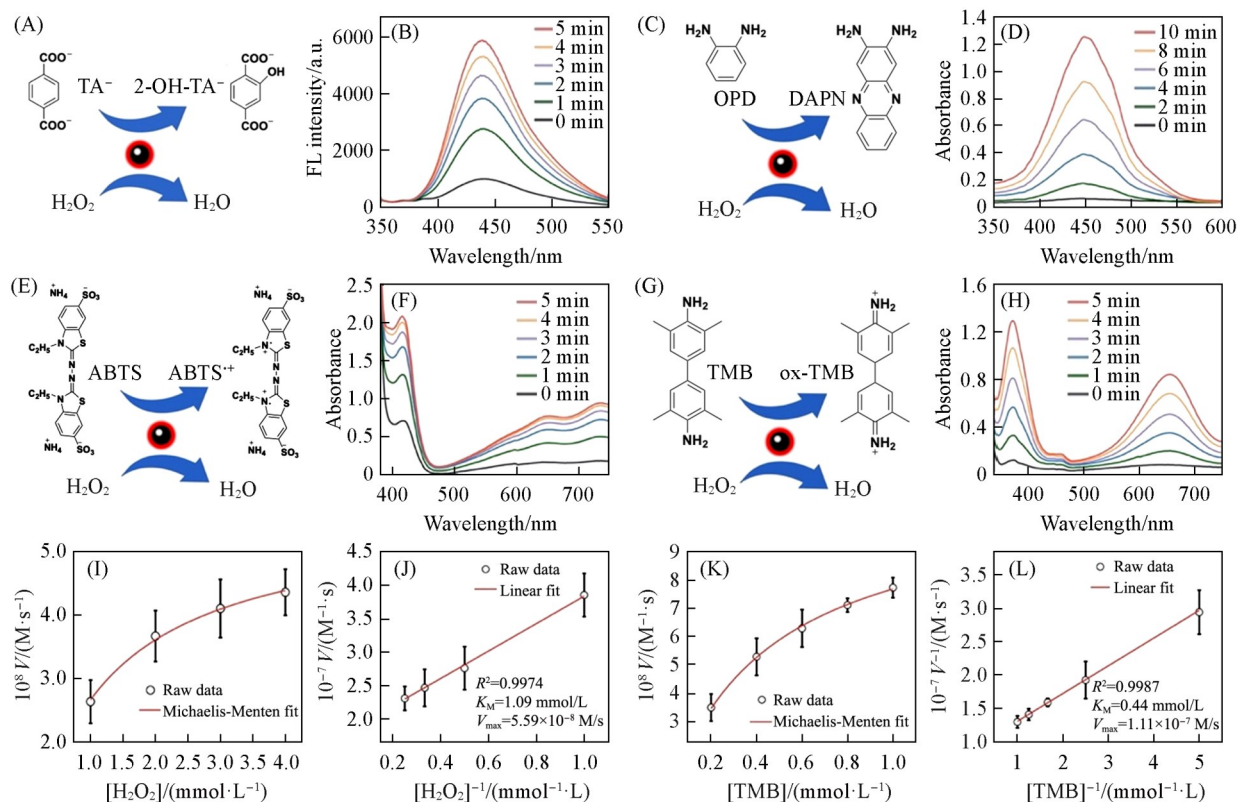 (A)
COO⁻
COO⁻
TA⁻
2-OH-TA⁻
COO⁻
OH
COO⁻
H₂O₂
H₂O
(B)
5 min
4 min
3 min
2 min
1 min
0 min
FL intensity/a.u.
6000
4000
2000
0
350 400 450 500 550
Wavelength/nm
(C)
H₂N
NH₂
OPD
DAPN
H₂N
NH₂
N
N
H₂O₂
H₂O
(D)
10 min
8 min
6 min
4 min
2 min
0 min
Absorbance
1.4
1.2
1.0
0.8
0.6
0.4
0.2
0
350 400 450 500 550 600
Wavelength/nm
(E)
⁺NH₄
⁻SO₃
N
S
C₂H₅
N
N
C₂H₅
N
S
⁺NH₄
SO₃⁻
ABTS
ABTS·⁺
⁺NH₄
⁻SO₃
N⁺
S
C₂H₅
N
N
C₂H₅
N⁺
S
⁺NH₄
SO₃⁻
H₂O₂
H₂O
(F)
5 min
4 min
3 min
2 min
1 min
0 min
Absorbance
2.5
2.0
1.5
1.0
0.5
0
400 500 600 700
Wavelength/nm
(G)
NH₂
NH₂
TMB
ox-TMB
⁺NH₂
NH₂⁺
H₂O₂
H₂O
(H)
5 min
4 min
3 min
2 min
1 min
0 min
Absorbance
1.6
1.2
0.8
0.4
0
400 500 600 700
Wavelength/nm
(I)
Raw data
Michaelis-Menten fit
10⁸ V/(M⁻¹·s⁻¹)
5.0
4.0
3.0
2.0
1.0 1.5 2.0 2.5 3.0 3.5 4.0
[H₂O₂]/(mmol·L⁻¹)
(J)
Raw data
Linear fit
R²=0.9974
K_M=1.09 mmol/L
V_max=5.59×10⁻⁸ M/s
10⁻⁷ V/(M⁻¹·s)
4.5
4.0
3.5
3.0
2.5
2.0
0.2 0.4 0.6 0.8 1.0
[H₂O₂]⁻¹/(mmol⁻¹·L)
(K)
Raw data
Michaelis-Menten fit
10⁸ V/(M⁻¹·s)
9
8
7
6
5
4
3
0.2 0.4 0.6 0.8 1.0
[TMB]/(mmol·L⁻¹)
(L)
Raw data
Linear fit
R²=0.9987
K_M=0.44 mmol/L
V_max=1.11×10⁻⁷ M/s
10⁻⁷ V⁻¹/(M⁻¹·s)
3.5
3.0
2.5
2.0
1.5
1.0
1 2 3 4 5
[TMB]⁻¹/(mmol⁻¹·L)